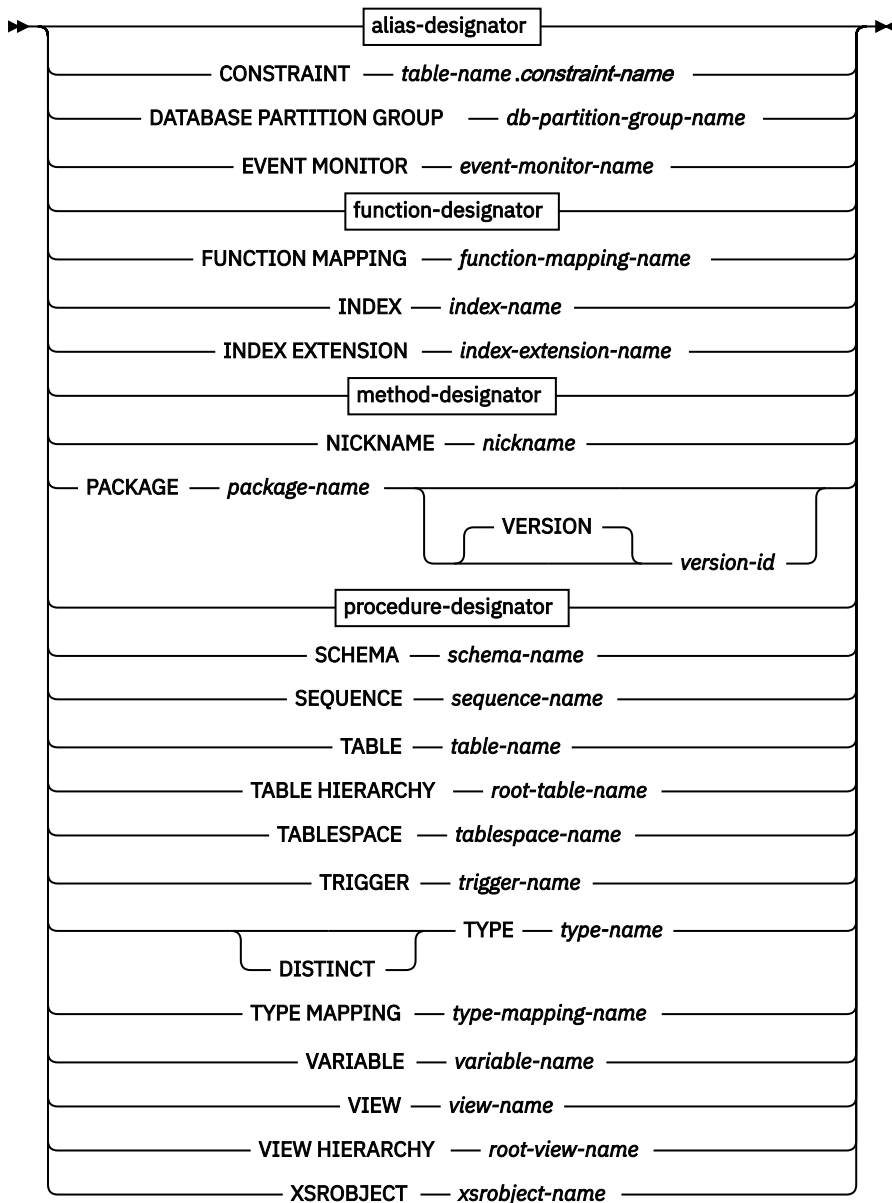 alias-designator
CONSTRAINT table-name.constraint-name
DATABASE PARTITION GROUP db-partition-group-name
EVENT MONITOR event-monitor-name
function-designator
FUNCTION MAPPING function-mapping-name
INDEX index-name
INDEX EXTENSION index-extension-name
method-designator
NICKNAME nickname
PACKAGE package-name
VERSION
version-id
procedure-designator
SCHEMA schema-name
SEQUENCE sequence-name
TABLE table-name
TABLE HIERARCHY root-table-name
TABLESPACE tablespace-name
TRIGGER trigger-name
TYPE type-name
DISTINCT
TYPE MAPPING type-mapping-name
VARIABLE variable-name
VIEW view-name
VIEW HIERARCHY root-view-name
XSROBJECT xsrobject-name